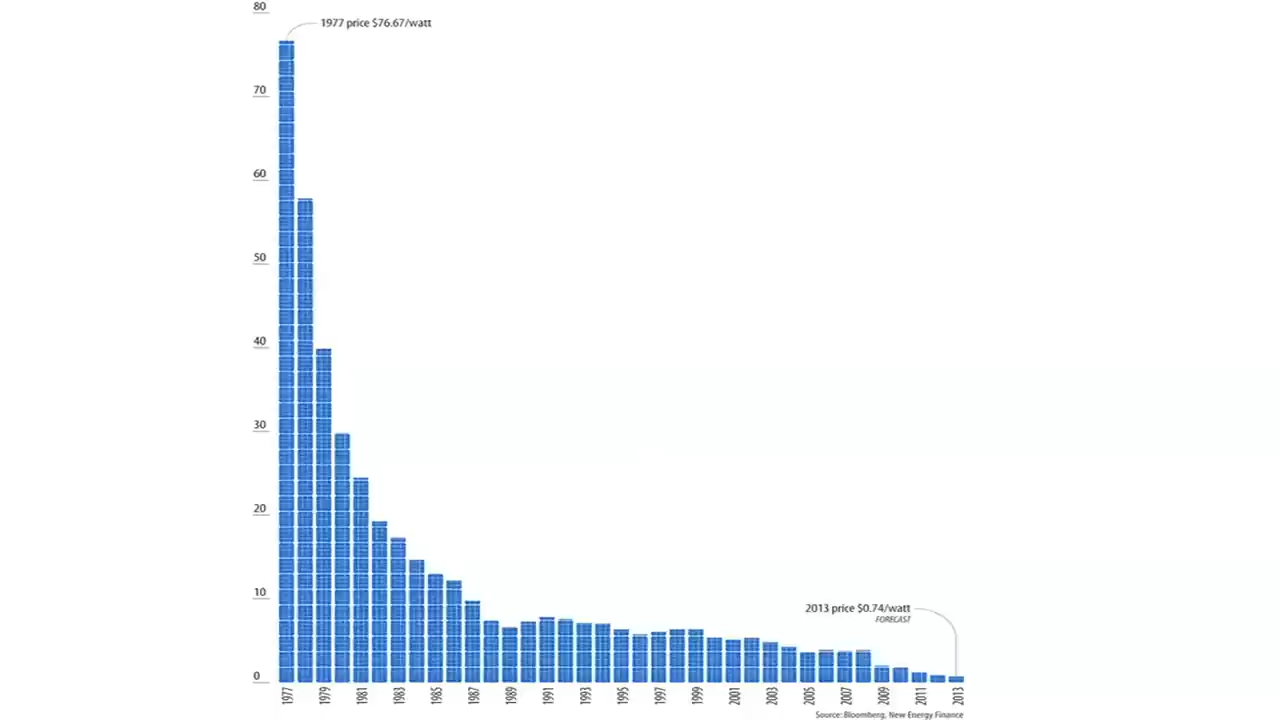 80
1977 price $76.67/watt
70
60
50
40
30
20
10
2013 price $0.74/watt
FORECAST
0
1977 1979 1981 1983 1985 1987 1989 1991 1993 1995 1997 1999 2001 2003 2005 2007 2009 2011 2013
Source: Bloomberg, New Energy Finance